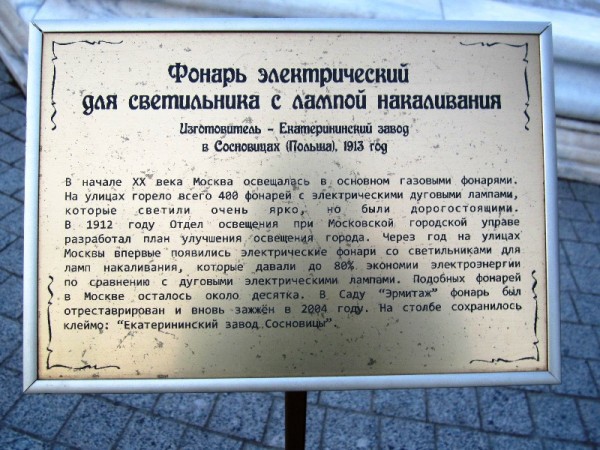 Фонарь электрический
для светильника с лампой накаливания
Изготовитель - Екатерининский завод
в Сосновицах (Польша), 1913 год
В начале XX века Москва освещалась в основном газовыми фонарями.
На улицах горело всего 400 фонарей с электрическими дуговыми лампами,
которые светили очень ярко, но были дорогостоящими.
В 1912 году Отдел освещения при Московской городской управе
разработал план улучшения освещения города. Через год на улицах
Москвы впервые появились электрические фонари со светильниками для
ламп накаливания, которые давали до 80% экономии электроэнергии
по сравнению с дуговыми электрическими лампами. Подобных фонарей
в Москве осталось около десятка. В Саду "Эрмитаж" фонарь был
отреставрирован и вновь зажжён в 2004 году. На столбе сохранилось
клеймо: "Екатерининский завод.Сосновицы".